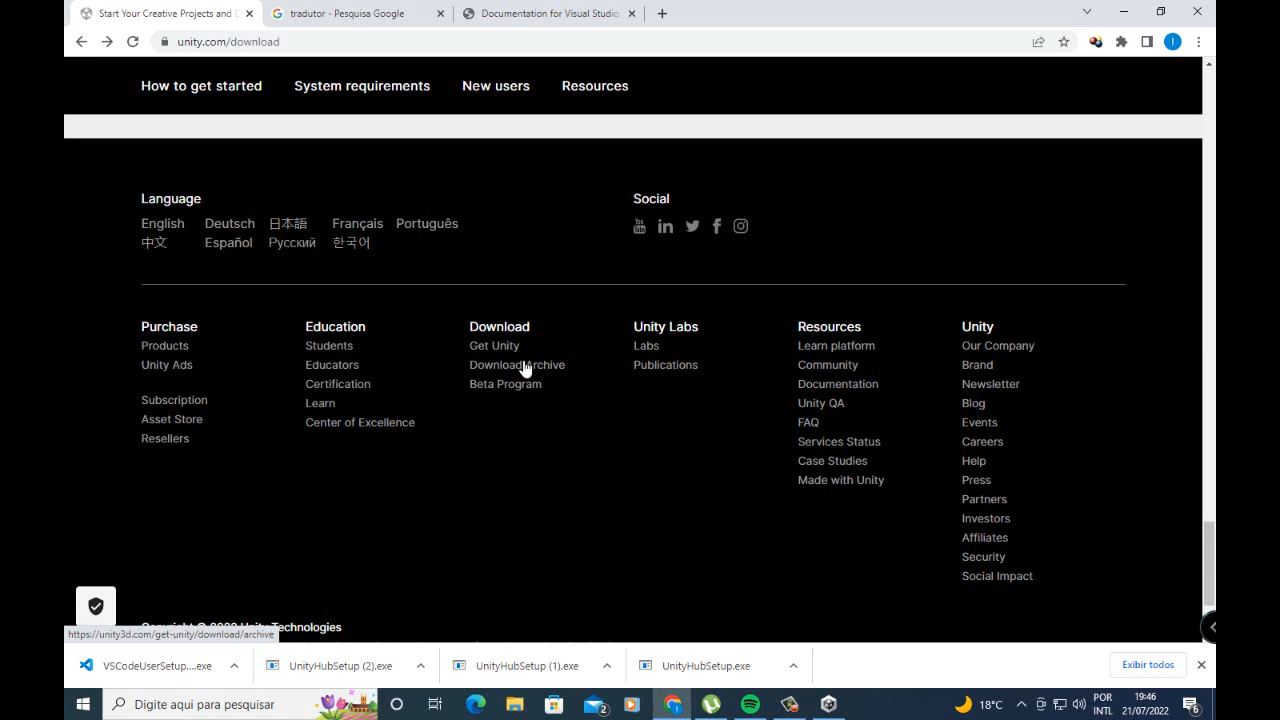 Start Your Creative Projects and E
tradutor - Pesquisa Google
Documentation for Visual Studio
unity.com/download
How to get started
System requirements
New users
Resources
Language
English Deutsch 日本語 Français Português
中文 Español Русский 한국어
Social
Purchase
Products
Unity Ads
Subscription
Asset Store
Resellers
Education
Students
Educators
Certification
Learn
Center of Excellence
Download
Get Unity
Download Archive
Beta Program
Unity Labs
Labs
Publications
Resources
Learn platform
Community
Documentation
Unity QA
FAQ
Services Status
Case Studies
Made with Unity
Unity
Our Company
Brand
Newsletter
Blog
Events
Careers
Help
Press
Partners
Investors
Affiliates
Security
Social Impact
Technologies
https://unity3d.com/get-unity/download/archive
VSCodeUserSetup....exe
UnityHubSetup (2).exe
UnityHubSetup (1).exe
UnityHubSetup.exe
Exibir todos
Digite aqui para pesquisar
2
18°C
POR
INTL
19:46
21/07/2022
6